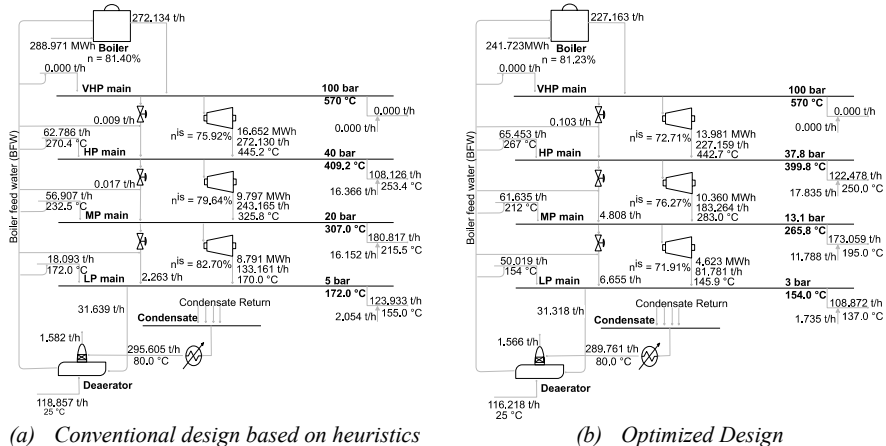 272.134 t/h
288.971 MWh
Boiler
n = 81.40%
0.000 t/h
VHP main
100 bar
570 °C
0.000 t/h
0.000 t/h
0.009 t/h
n is = 75.92%
16.652 MWh
272.130 t/h
445.2 °C
62.786 t/h
270.4 °C
HP main
40 bar
409.2 °C
108.126 t/h
16.366 t/h
253.4 °C
0.017 t/h
n is = 79.64%
9.797 MWh
243.165 t/h
325.8 °C
56,907 t/h
232.5 °C
MP main
20 bar
307.0 °C
180.817 t/h
16.152 t/h
215.5 °C
18.093 t/h
172.0 °C
n is = 82.70%
8.791 MWh
133.161 t/h
170.0 °C
LP main
2.263 t/h
5 bar
172.0 °C
123.933 t/h
2.054 t/h
155.0 °C
31.639 t/h
Condensate Return
Condensate
1.582 t/h
295.605 t/h
80.0 °C
Deaerator
118.857 t/h
25 °C
Boiler feed water (BFW)
(a) Conventional design based on heuristics
227.163 t/h
241.723MWh
Boiler
n = 81.23%
0.000 t/h
VHP main
100 bar
570 °C
0.000 t/h
0.000 t/h
0.103 t/h
n is = 72.71%
13.981 MWh
227.159 t/h
442.7 °C
65.453 t/h
267 °C
HP main
37.8 bar
399.8 °C
122.478 t/h
17.835 t/h
250.0 °C
n is = 76.27%
10.360 MWh
183.264 t/h
283.0 °C
61.635 t/h
212 °C
MP main
4.808 t/h
13.1 bar
265.8 °C
173.059 t/h
11.788 t/h
195.0 °C
50.019 t/h
154 °C
n is = 71.91%
4.623 MWh
81,781 t/h
145.9 °C
LP main
6,655 t/h
3 bar
154.0 °C
108.872 t/h
1.735 t/h
137.0 °C
31.318 t/h
Condensate Return
Condensate
1.566 t/h
289,761 t/h
80.0 °C
Deaerator
116,218 t/h
25 °C
Boiler feed water (BFW)
(b) Optimized Design